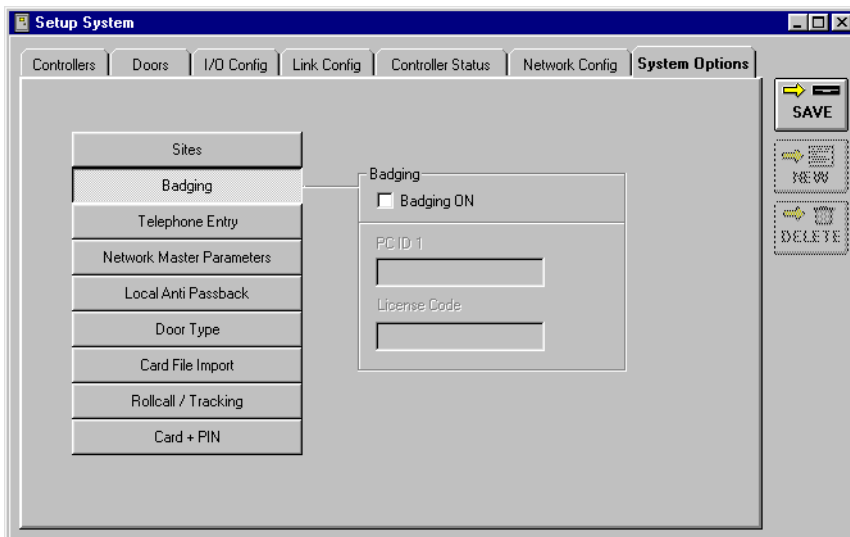 Setup System
Controllers
Doors
I/O Config
Link Config
Controller Status
Network Config
System Options
SAVE
NEW
DELETE
Sites
Badging
Telephone Entry
Network Master Parameters
Local Anti Passback
Door Type
Card File Import
Rollcall / Tracking
Card + PIN
Badging
Badging ON
PC ID 1
License Code